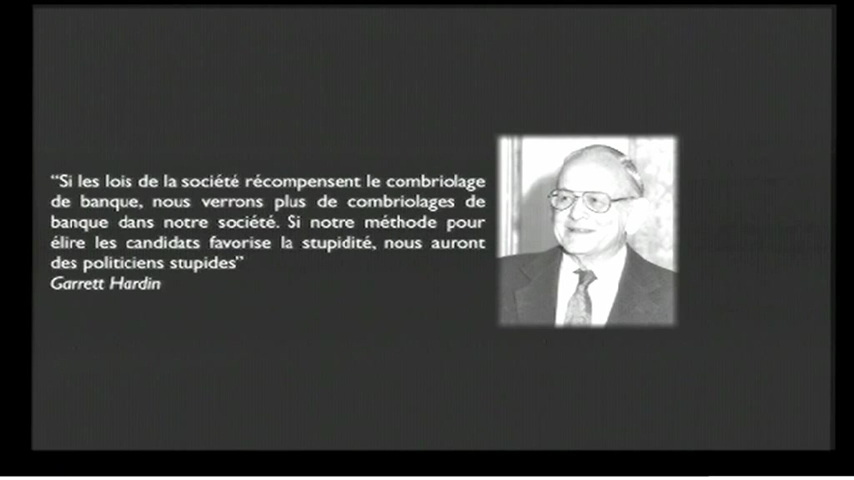 “Si les lois de la société récompensent le combriolage
de banque, nous verrons plus de combriolages de
banque dans notre société. Si notre méthode pour
élire les candidats favorise la stupidité, nous auront
des politiciens stupides”
Garrett Hardin